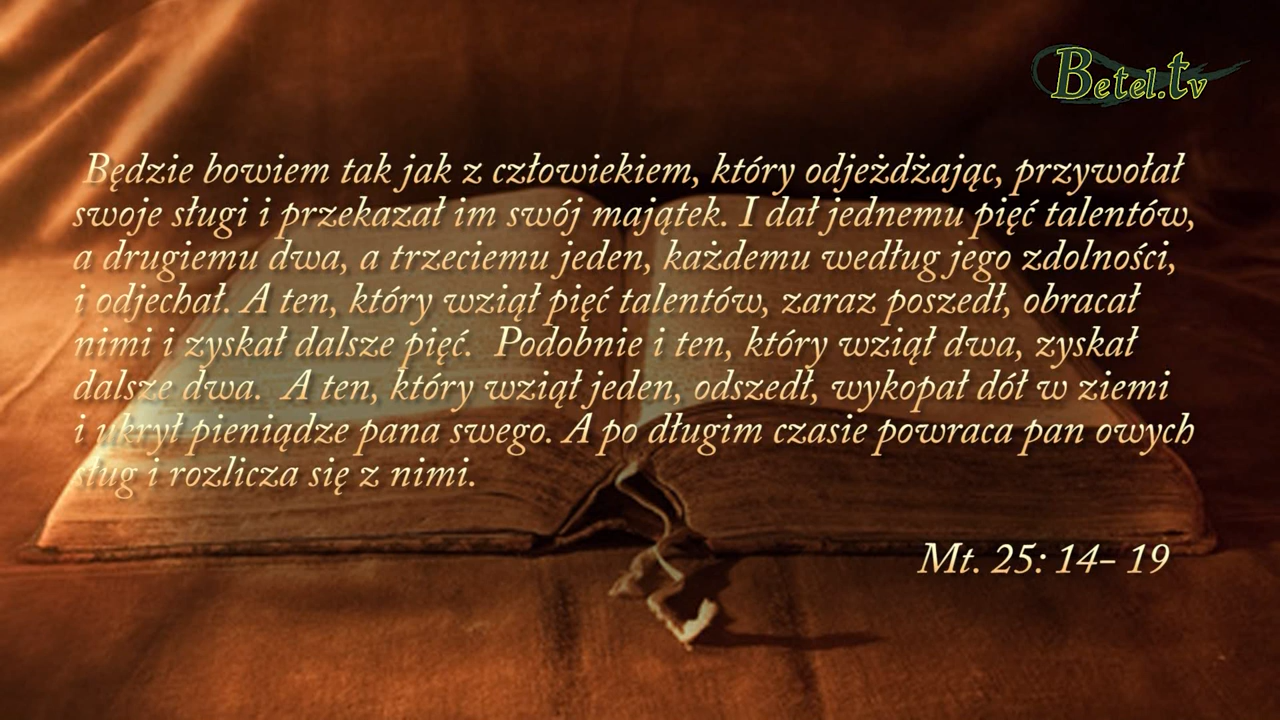 Betel.tv
Będzie bowiem tak jak z człowiekiem, który odjeżdżając, przywołał
swoje sługi i przekazał im swój majątek. I dał jednemu pięć talentów,
a drugiemu dwa, a trzeciemu jeden, każdemu według jego zdolności,
i odjechał. A ten, który wziął pięć talentów, zaraz poszedł, obracał
nimi i zyskał dalsze pięć. Podobnie i ten, który wziął dwa, zyskał
dalsze dwa. A ten, który wziął jeden, odszedł, wykopał dół w ziemi
i ukrył pieniądze pana swego. A po długim czasie powraca pan owych
sług i rozlicza się z nimi.
Mt. 25: 14- 19